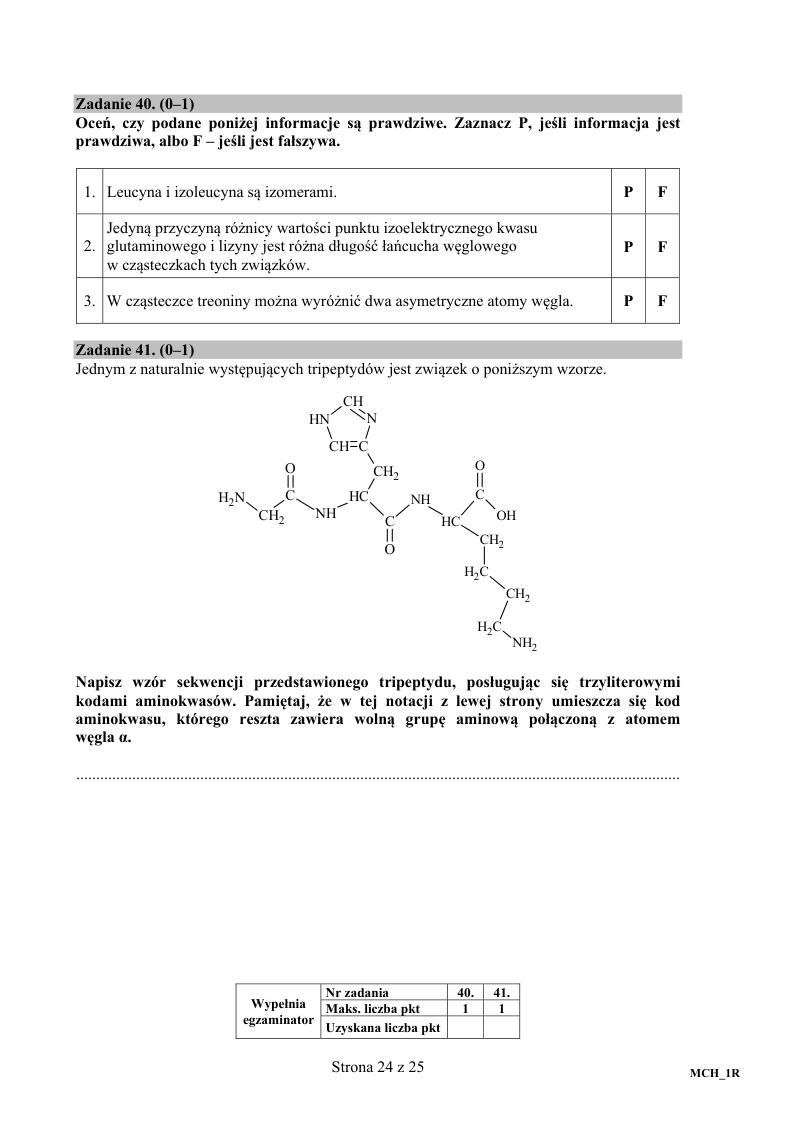 Zadanie 40. (0–1)
Oceń, czy podane poniżej informacje są prawdziwe. Zaznacz P, jeśli informacja jest
prawdziwa, albo F – jeśli jest fałszywa.
1. Leucyna i izoleucyna są izomerami. P F
2. Jedyną przyczyną różnicy wartości punktu izoelektrycznego kwasu
glutaminowego i lizyny jest różna długość łańcucha węglowego
w cząsteczkach tych związków. P F
3. W cząsteczce treoniny można wyróżnić dwa asymetryczne atomy węgla. P F
Zadanie 41. (0–1)
Jednym z naturalnie występujących tripeptydów jest związek o poniższym wzorze.
CH
HN N
CH=C
O CH2 O
H2N C HC NH C
CH2 NH C HC OH
O CH2
H2C
CH2
H2C
NH2
Napisz wzór sekwencji przedstawionego tripeptydu, posługując się trzyliterowymi
kodami aminokwasów. Pamiętaj, że w tej notacji z lewej strony umieszcza się kod
aminokwasu, którego reszta zawiera wolną grupę aminową połączoną z atomem
węgla α.
Wypełnia
egzaminator
Nr zadania 40. 41.
Maks. liczba pkt 1 1
Uzyskana liczba pkt
Strona 24 z 25
MCH_1R